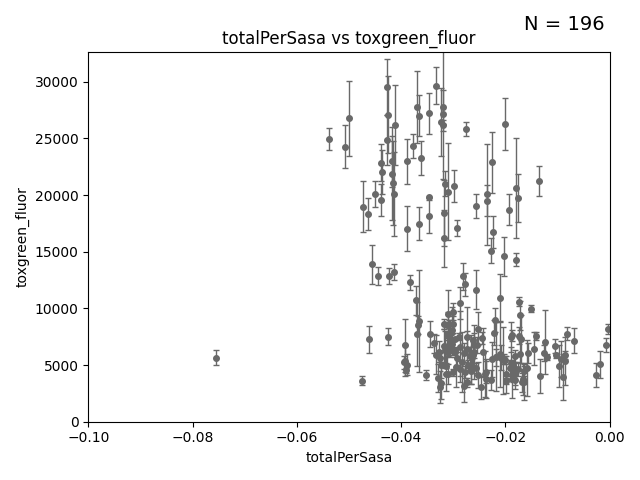 N = 196
totalPerSasa vs toxgreen_fluor
30000
25000
20000
15000
10000
5000
0
toxgreen_fluor
−0.10 −0.08 −0.06 −0.04 −0.02 0.00
totalPerSasa